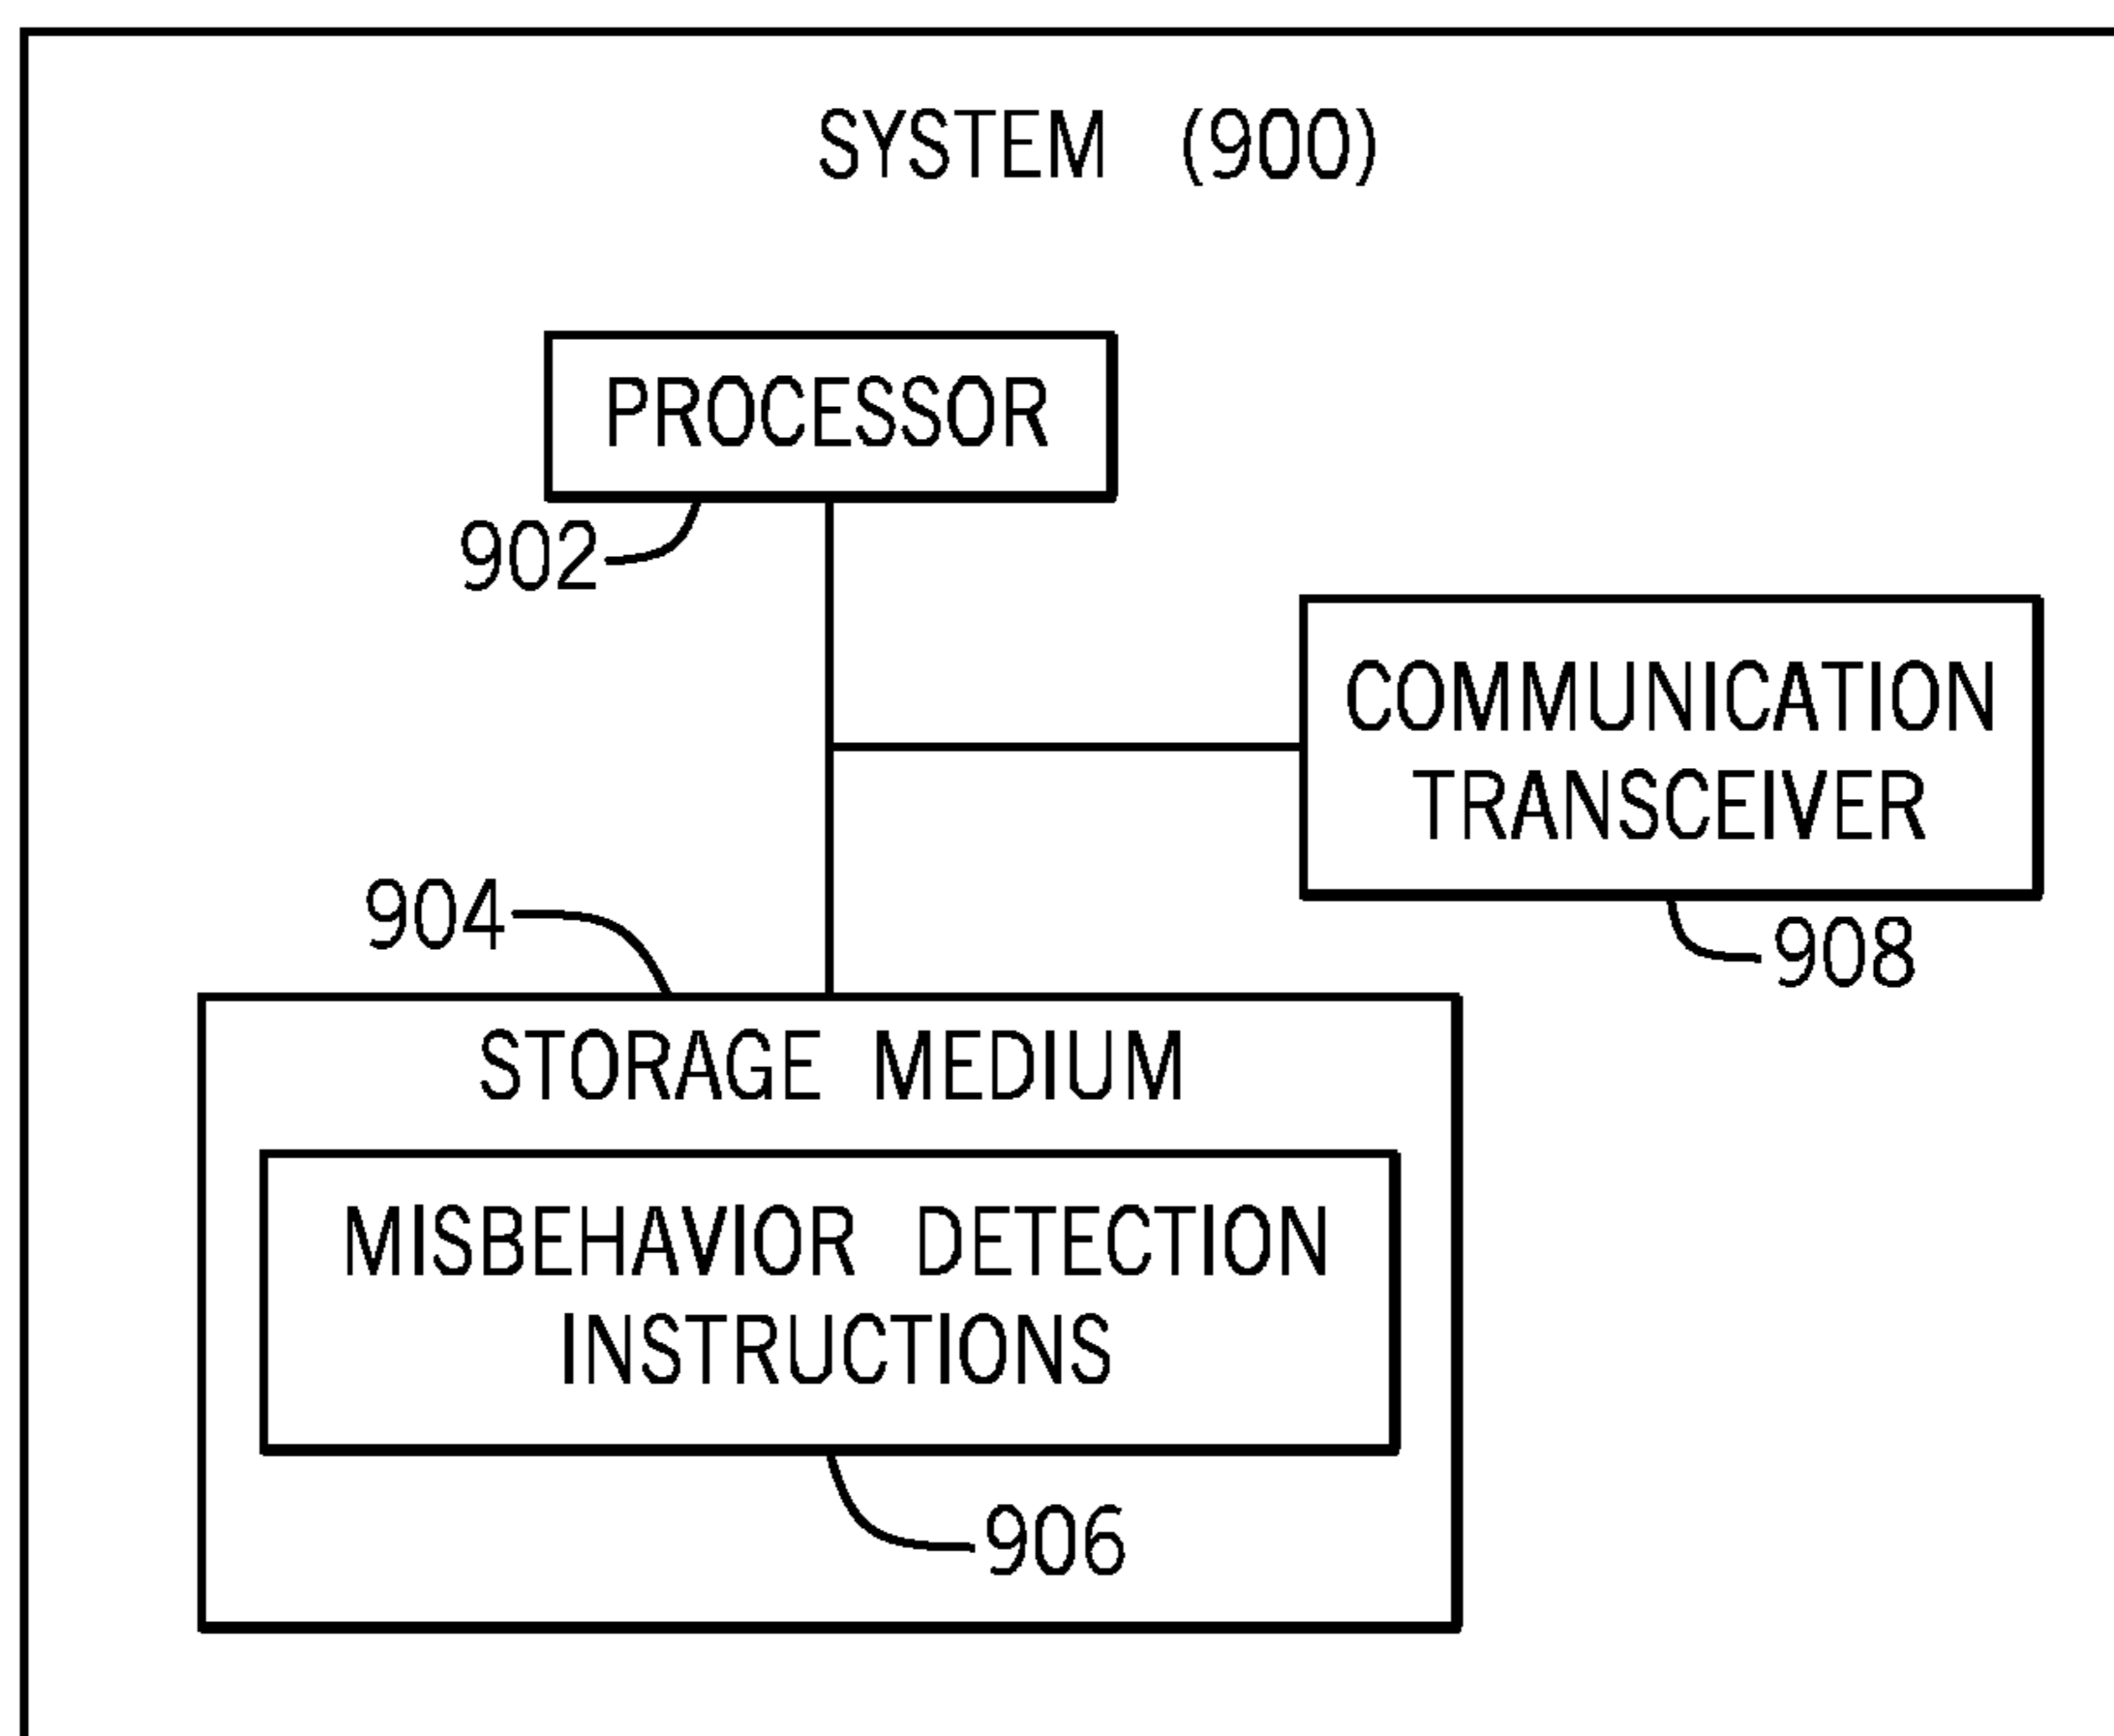 SYSTEM (900)
PROCESSOR
902
COMMUNICATION
TRANSCEIVER
904
908
STORAGE MEDIUM
MISBEHAVIOR DETECTION
INSTRUCTIONS
906